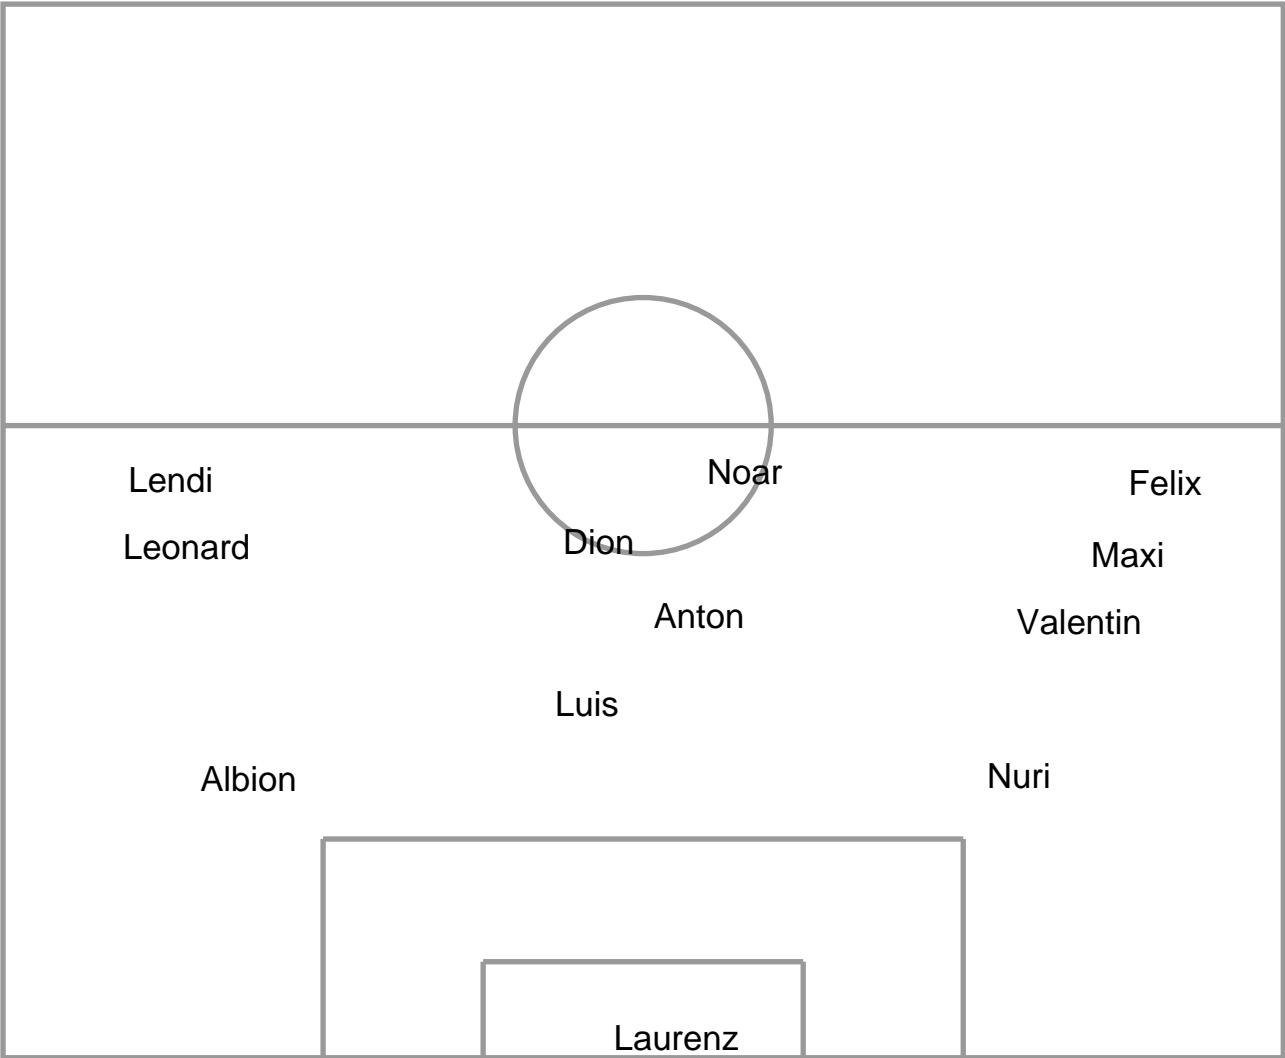 Lendi
Noar
Felix
Leonard
Dion
Maxi
Anton
Valentin
Luis
Albion
Nuri
Laurenz